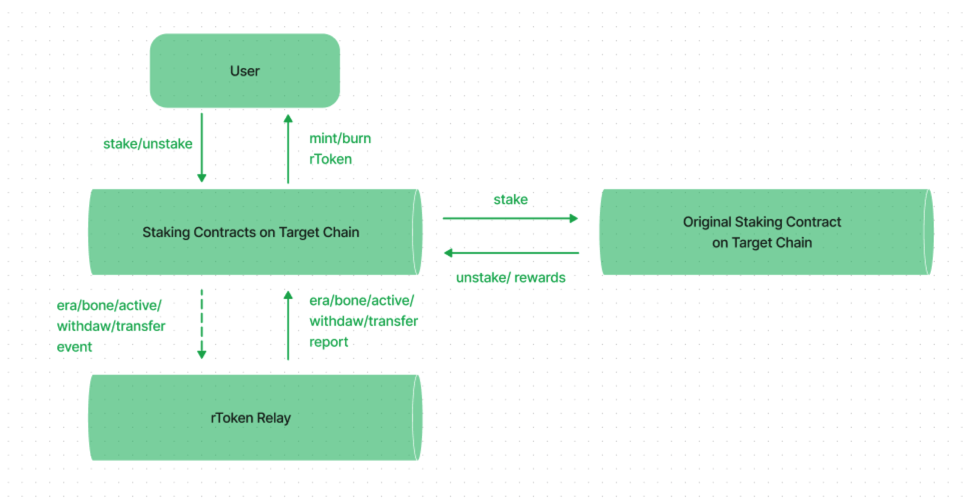 User
stake/unstake
mint/burn
rToken
stake
Staking Contracts on Target Chain
Original Staking Contract
on Target Chain
unstake/ rewards
era/bone/active/
withdaw/transfer
event
era/bone/active/
withdaw/transfer
report
rToken Relay